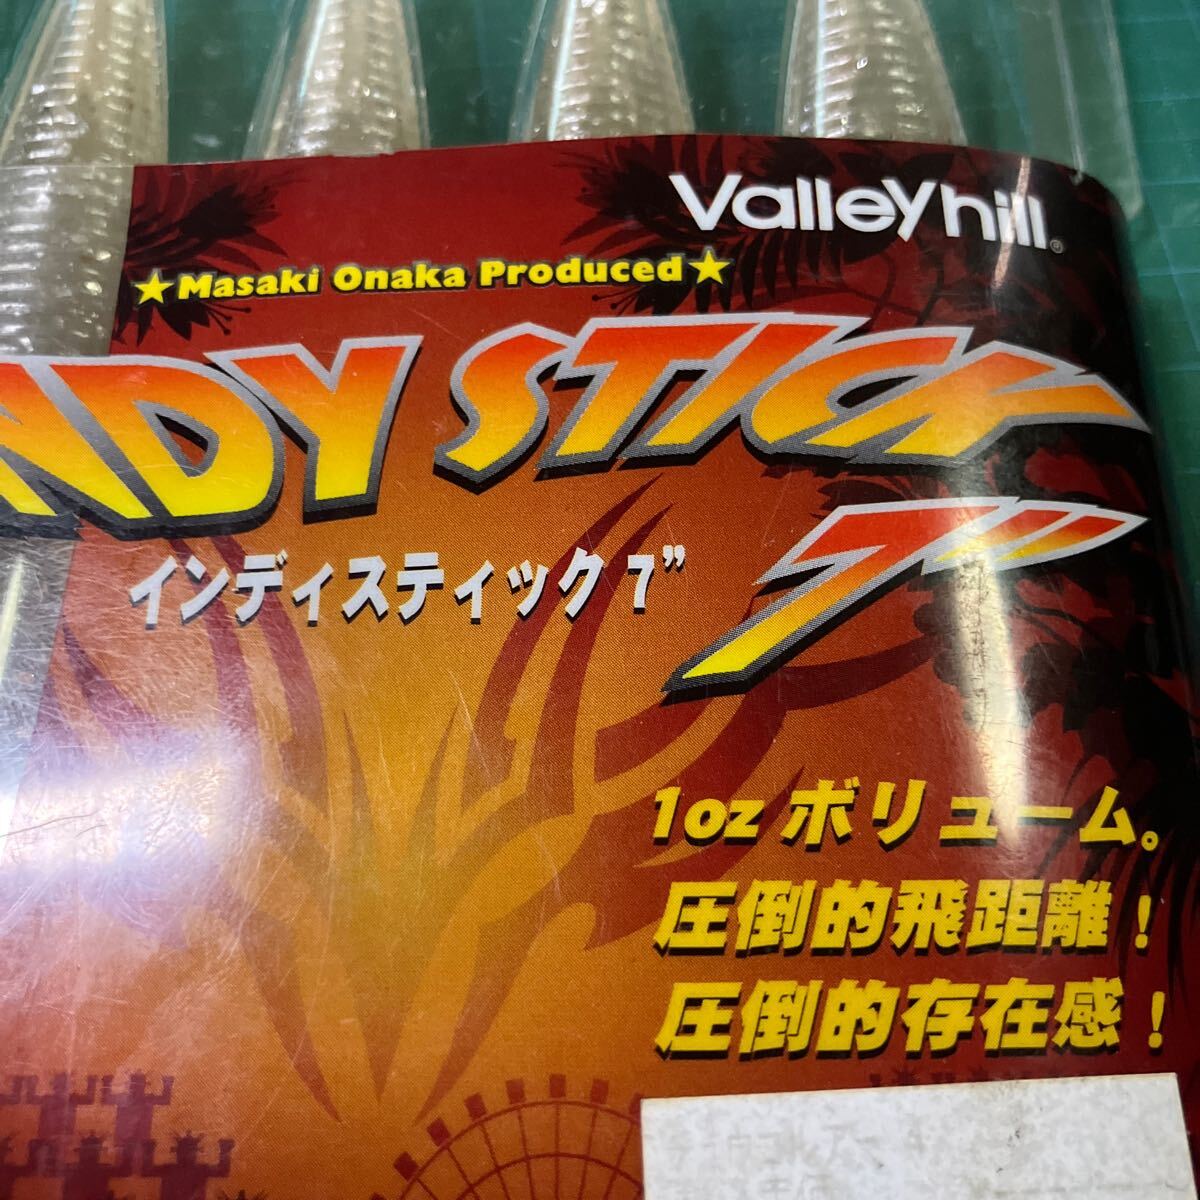 Valleyhill®
★Masaki Onaka Produced★
NDY STICK
7"
インディスティック7”
1oz ボリューム。
圧倒的飛距離！
圧倒的存在感！